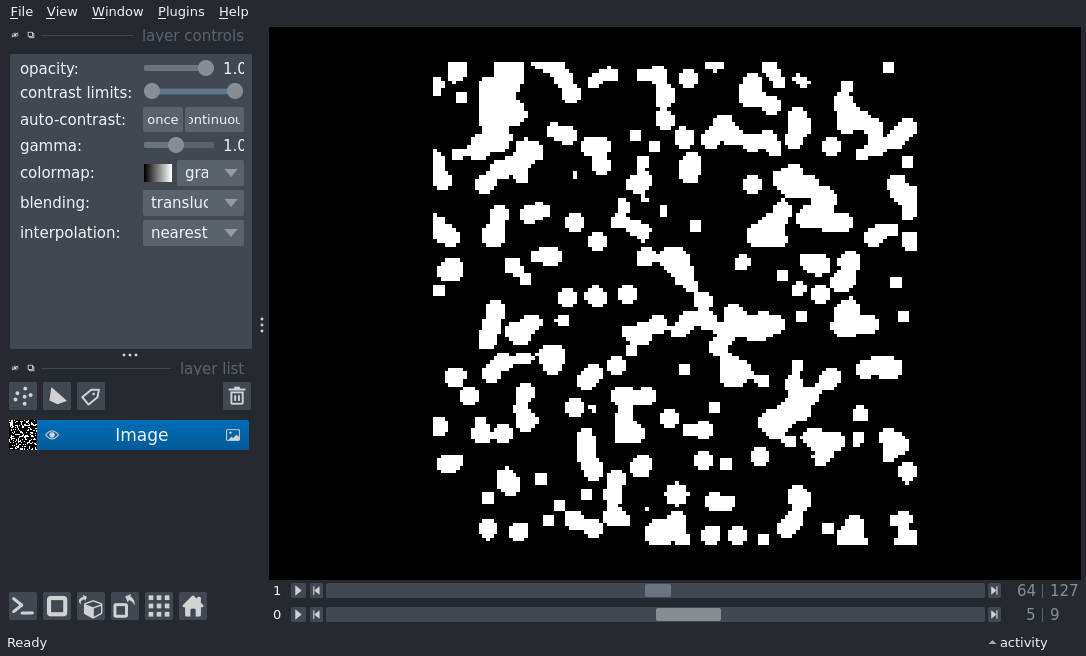 File View Window Plugins Help
layer controls
opacity: 1.0
contrast limits:
auto-contrast: once ontinuou
gamma: 1.0
colormap: gra
blending: transluc
interpolation: nearest
layer list
Image
1 64 127
0 5 9
Ready activity